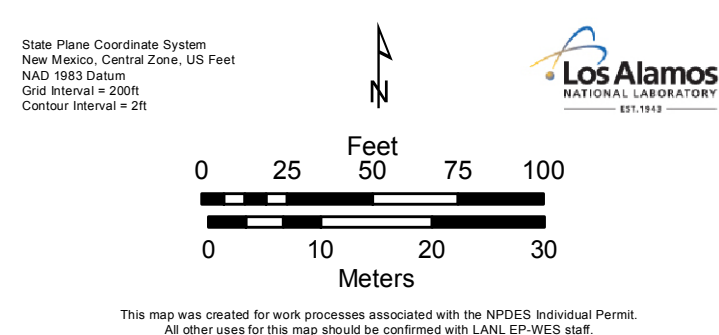 State Plane Coordinate System
New Mexico, Central Zone, US Feet
NAD 1983 Datum
Grid Interval = 200ft
Contour Interval = 2ft
N
Los Alamos
NATIONAL LABORATORY
EST.1943
Feet
0 25 50 75 100
0 10 20 30
Meters
This map was created for work processes associated with the NPDES Individual Permit.
All other uses for this map should be confirmed with LANL EP-WES staff.